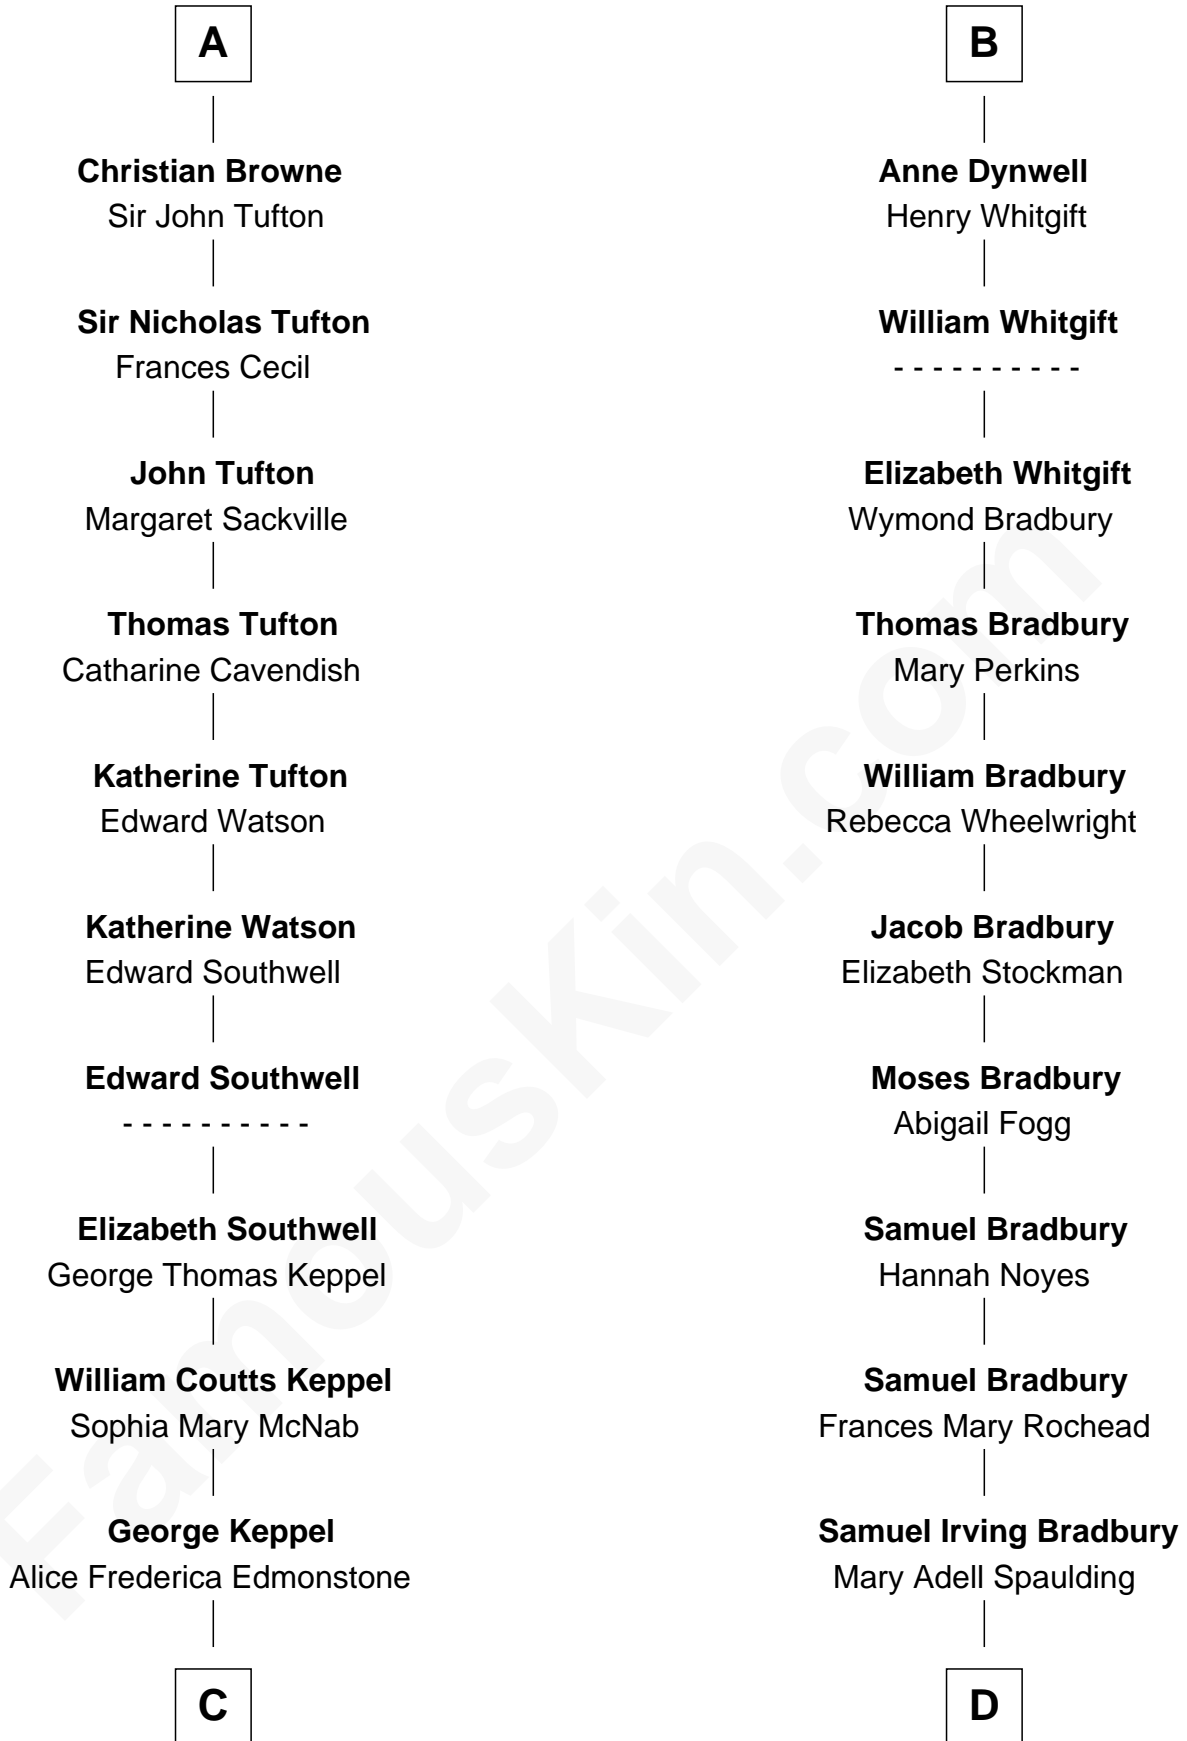 A
Christian Browne
Sir John Tufton
Sir Nicholas Tufton
Frances Cecil
John Tufton
Margaret Sackville
Thomas Tufton
Catharine Cavendish
Katherine Tufton
Edward Watson
Katherine Watson
Edward Southwell
Edward Southwell
- - - - - - - - - -
Elizabeth Southwell
George Thomas Keppel
William Coutts Keppel
Sophia Mary McNab
George Keppel
Alice Frederica Edmonstone
C
B
Anne Dynwell
Henry Whitgift
William Whitgift
- - - - - - - - - -
Elizabeth Whitgift
Wymond Bradbury
Thomas Bradbury
Mary Perkins
William Bradbury
Rebecca Wheelwright
Jacob Bradbury
Elizabeth Stockman
Moses Bradbury
Abigail Fogg
Samuel Bradbury
Hannah Noyes
Samuel Bradbury
Frances Mary Rochead
Samuel Irving Bradbury
Mary Adell Spaulding
D
FamousKin.com